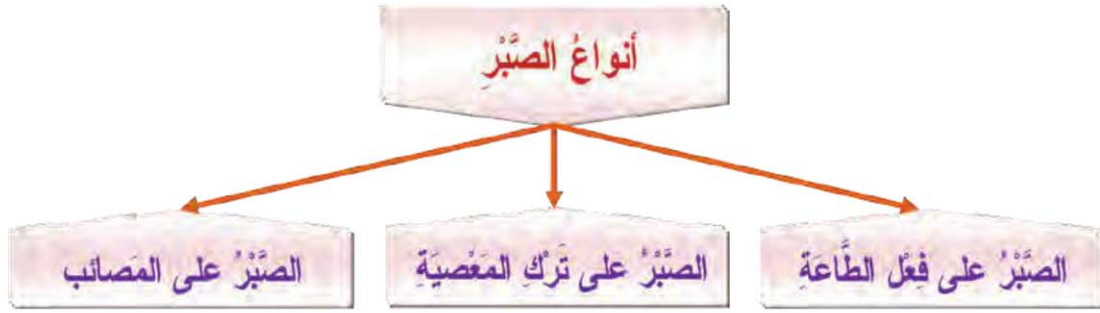 أنواعُ الصَّبْرِ
الصَّبْرُ على فِعْلِ الطَّاعَةِ
الصَّبْرُ على تَرْكِ المَعْصِيَةِ
الصَّبْرُ على المَصائب